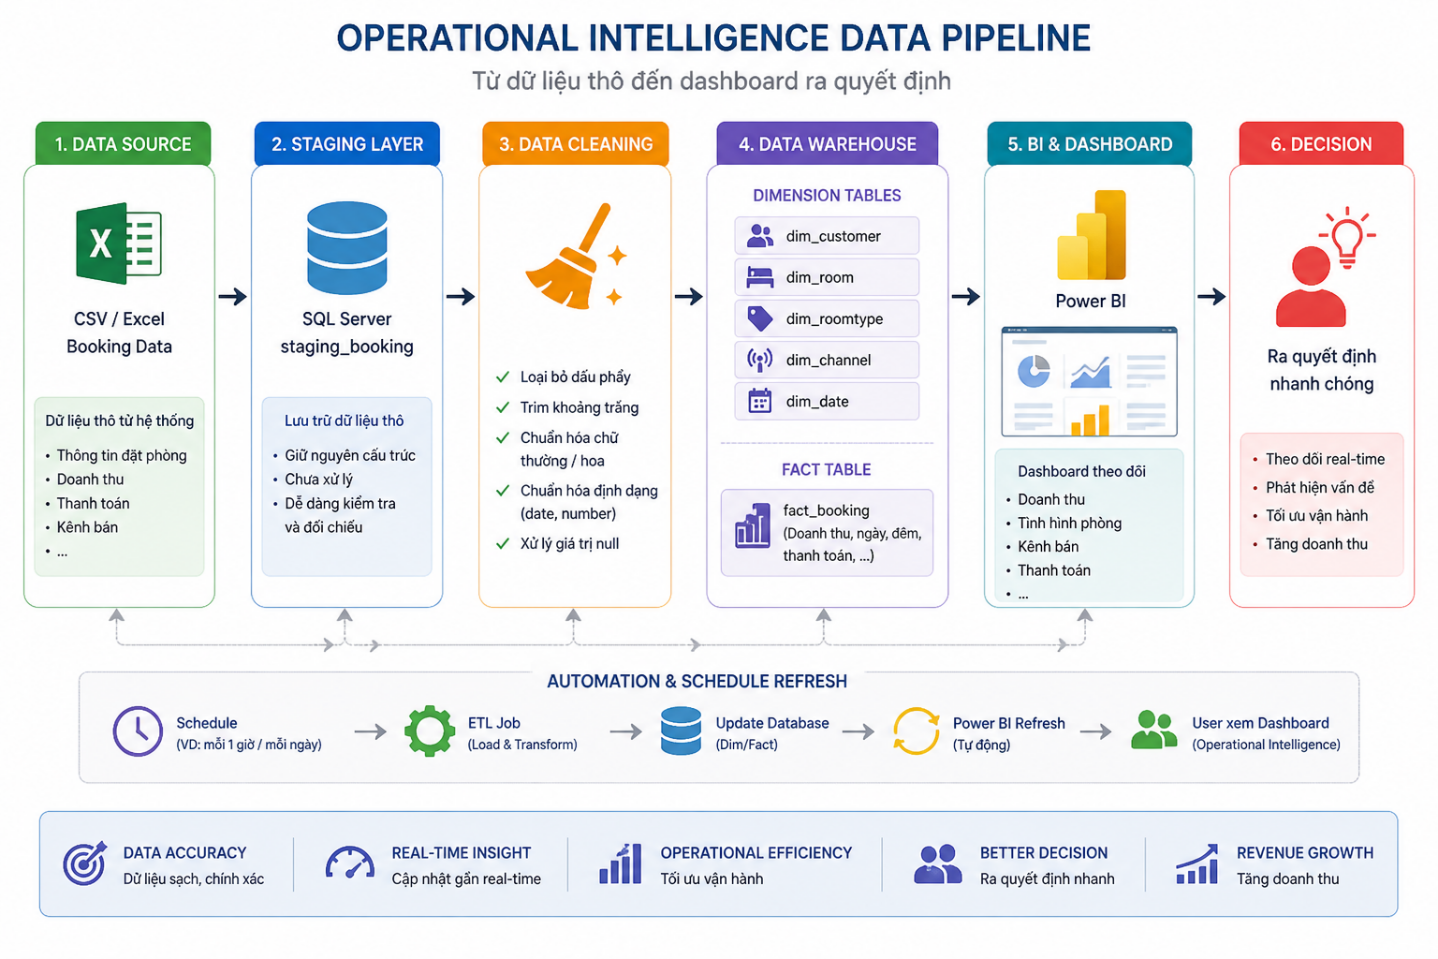 OPERATIONAL INTELLIGENCE DATA PIPELINE
Từ dữ liệu thô đến dashboard ra quyết định
1. DATA SOURCE
X
CSV / Excel
Booking Data
Dữ liệu thô từ hệ thống
• Thông tin đặt phòng
• Doanh thu
• Thanh toán
• Kênh bán
• ...
2. STAGING LAYER
SQL Server
staging_booking
Lưu trữ dữ liệu thô
• Giữ nguyên cấu trúc
• Chưa xử lý
• Dễ dàng kiểm tra
và đối chiếu
3. DATA CLEANING
✓ Loại bỏ dấu phẩy
✓ Trim khoảng trắng
✓ Chuẩn hóa chữ
thường / hoa
✓ Chuẩn hóa định dạng
(date, number)
✓ Xử lý giá trị null
4. DATA WAREHOUSE
DIMENSION TABLES
dim_customer
dim_room
dim_roomtype
dim_channel
dim_date
FACT TABLE
fact_booking
(Doanh thu, ngày, đêm,
thanh toán, ...)
5. BI & DASHBOARD
Power BI
Dashboard theo dõi
• Doanh thu
• Tình hình phòng
• Kênh bán
• Thanh toán
• ...
6. DECISION
Ra quyết định
nhanh chóng
• Theo dõi real-time
• Phát hiện vấn đề
• Tối ưu vận hành
• Tăng doanh thu
AUTOMATION & SCHEDULE REFRESH
Schedule
(VD: mỗi 1 giờ / mỗi ngày)
ETL Job
(Load & Transform)
Update Database
(Dim/Fact)
Power BI Refresh
(Tự động)
User xem Dashboard
(Operational Intelligence)
DATA ACCURACY
Dữ liệu sạch, chính xác
REAL-TIME INSIGHT
Cập nhật gần real-time
OPERATIONAL EFFICIENCY
Tối ưu vận hành
BETTER DECISION
Ra quyết định nhanh
REVENUE GROWTH
Tăng doanh thu